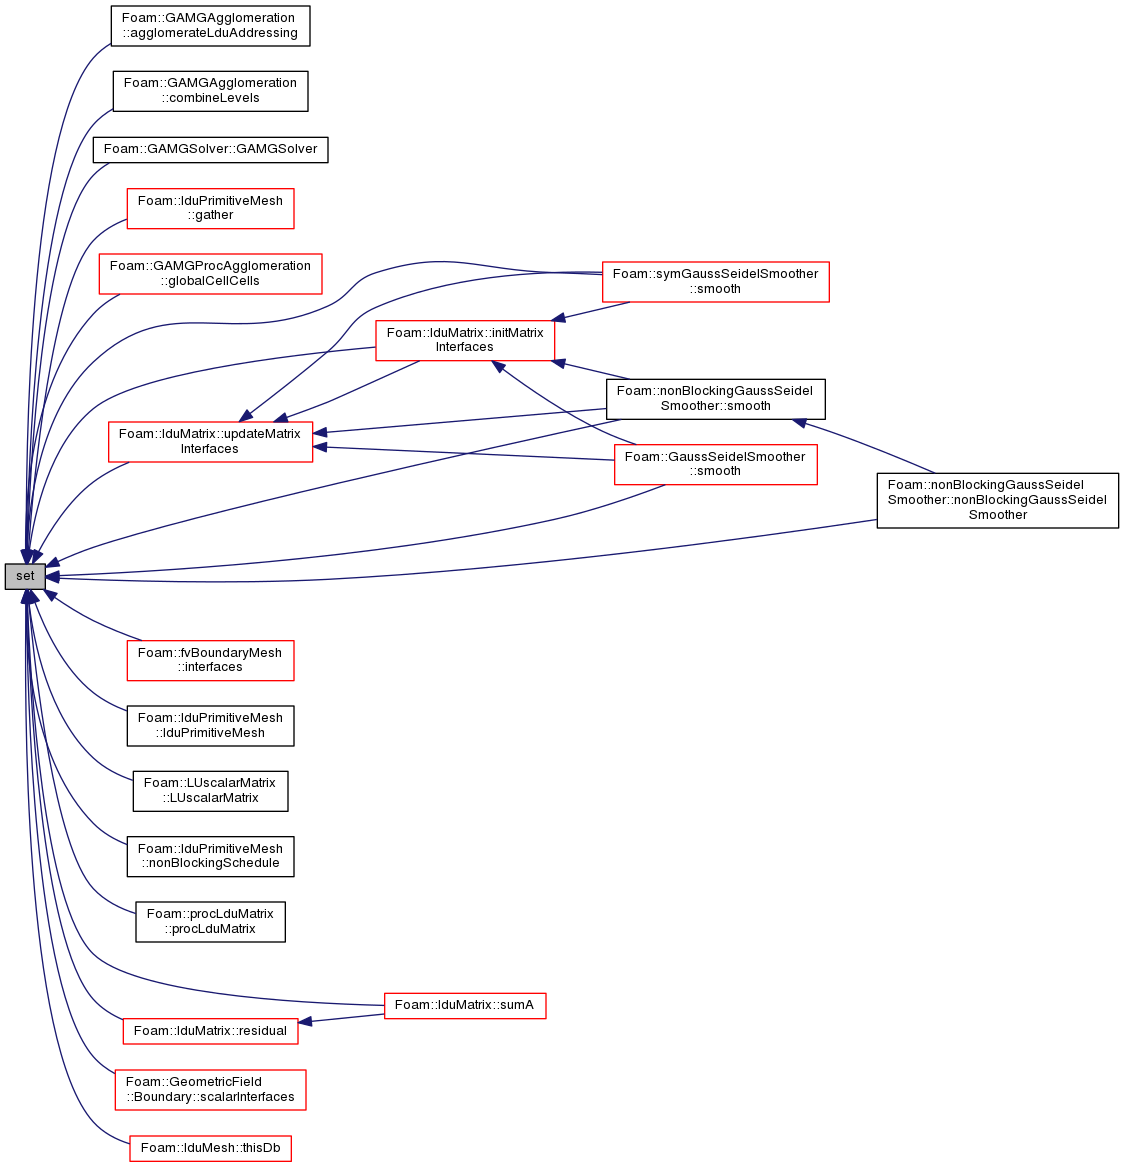 Foam::GAMGAgglomeration
::agglomerateLduAddressing
Foam::GAMGAgglomeration
::combineLevels
Foam::GAMGSolver::GAMGSolver
Foam::lduPrimitiveMesh
::gather
Foam::GAMGProcAgglomeration
::globalCellCells
Foam::symGaussSeidelSmoother
::smooth
Foam::lduMatrix::initMatrix
Interfaces
Foam::nonBlockingGaussSeidel
Smoother::smooth
Foam::lduMatrix::updateMatrix
Interfaces
Foam::GaussSeidelSmoother
::smooth
Foam::nonBlockingGaussSeidel
Smoother::nonBlockingGaussSeidel
Smoother
set
Foam::fvBoundaryMesh
::interfaces
Foam::lduPrimitiveMesh
::lduPrimitiveMesh
Foam::LUscalarMatrix
::LUscalarMatrix
Foam::lduPrimitiveMesh
::nonBlockingSchedule
Foam::procLduMatrix
::procLduMatrix
Foam::lduMatrix::sumA
Foam::lduMatrix::residual
Foam::GeometricField
::Boundary::scalarInterfaces
Foam::lduMesh::thisDb